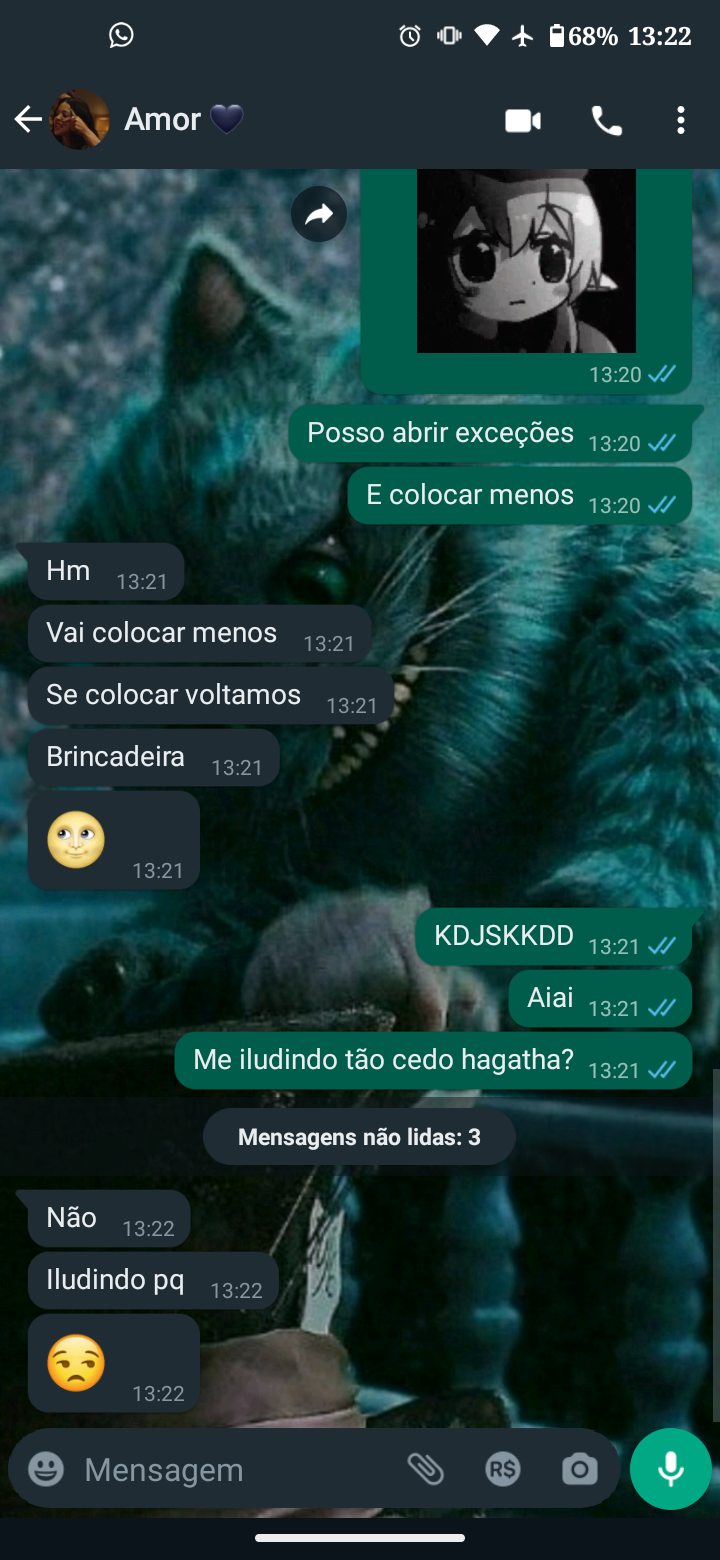 68% 13:22
Amor
13:20
Posso abrir exceções 13:20
E colocar menos 13:20
Hm 13:21
Vai colocar menos 13:21
Se colocar voltamos 13:21
Brincadeira 13:21
13:21
KDJSKKDD 13:21
Aiai 13:21
Me iludindo tão cedo hagatha? 13:21
Mensagens não lidas: 3
Não 13:22
Iludindo pq 13:22
13:22
Mensagem R$